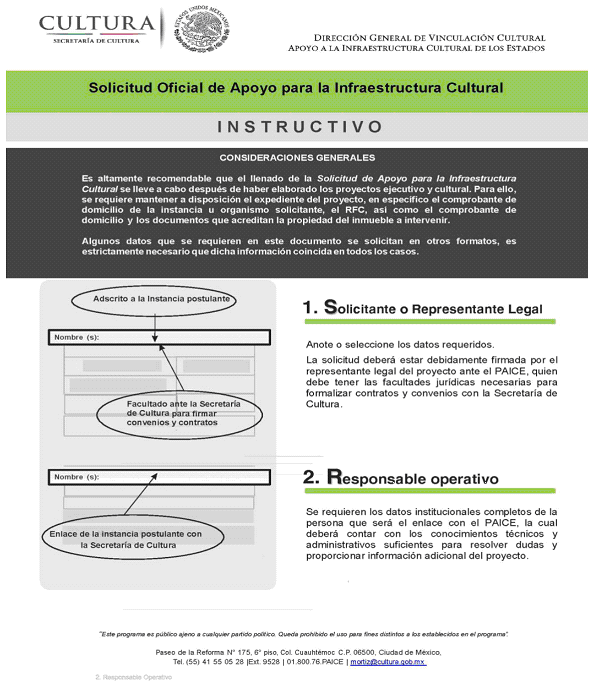 CULTURA
SECRETARÍA DE CULTURA
ESTADOS UNIDOS MEXICANOS
DIRECCIÓN GENERAL DE VINCULACIÓN CULTURAL
APOYO A LA INFRAESTRUCTURA CULTURAL DE LOS ESTADOS
Solicitud Oficial de Apoyo para la Infraestructura Cultural
INSTRUCTIVO
CONSIDERACIONES GENERALES
Es altamente recomendable que el llenado de la Solicitud de Apoyo para la Infraestructura
Cultural se lleve a cabo después de haber elaborado los proyectos ejecutivo y cultural. Para ello,
se requiere mantener a disposición el expediente del proyecto, en específico el comprobante de
domicilio de la instancia u organismo solicitante, el RFC, asi como el comprobante de
domicilio y los documentos que acreditan la propiedad del inmueble a intervenir.
Algunos datos que se requieren en este documento se solicitan en otros formatos, es
estrictamente necesario que dicha información coincida en todos los casos.
Adscrito a la Instancia postulante
Nombre (s):
Facultado ante la Secretaría
de Cultura para firmar
convenios y contratos
Nombre (s):
Enlace de la instancia postulante con
la Secretaría de Cultura
1. Solicitante o Representante Legal
Anote o seleccione los datos requeridos.
La solicitud deberá estar debidamente firmada por el
representante legal del proyecto ante el PAICE, quien
debe tener las facultades jurídicas necesarias para
formalizar contratos y convenios con la Secretaría de
Cultura.
2. Responsable operativo
Se requieren los datos institucionales completos de la
persona que será el enlace con el PAICE, la cual
deberá contar con los conocimientos técnicos y
administrativos suficientes para resolver dudas y
proporcionar información adicional del proyecto.
"Este programa es público ajeno a cualquier partido político. Queda prohibido el uso para fines distintos a los establecidos en el programa".
Paseo de la Reforma N° 175, 6° piso, Col. Cuauhtémoc C.P. 06500, Ciudad de México,
Tel. (55) 41 55 05 28 |Ext. 9528 | 01.800.76.PAICE | mortiz@cultura.gob.mx
2. Responsable Operativo